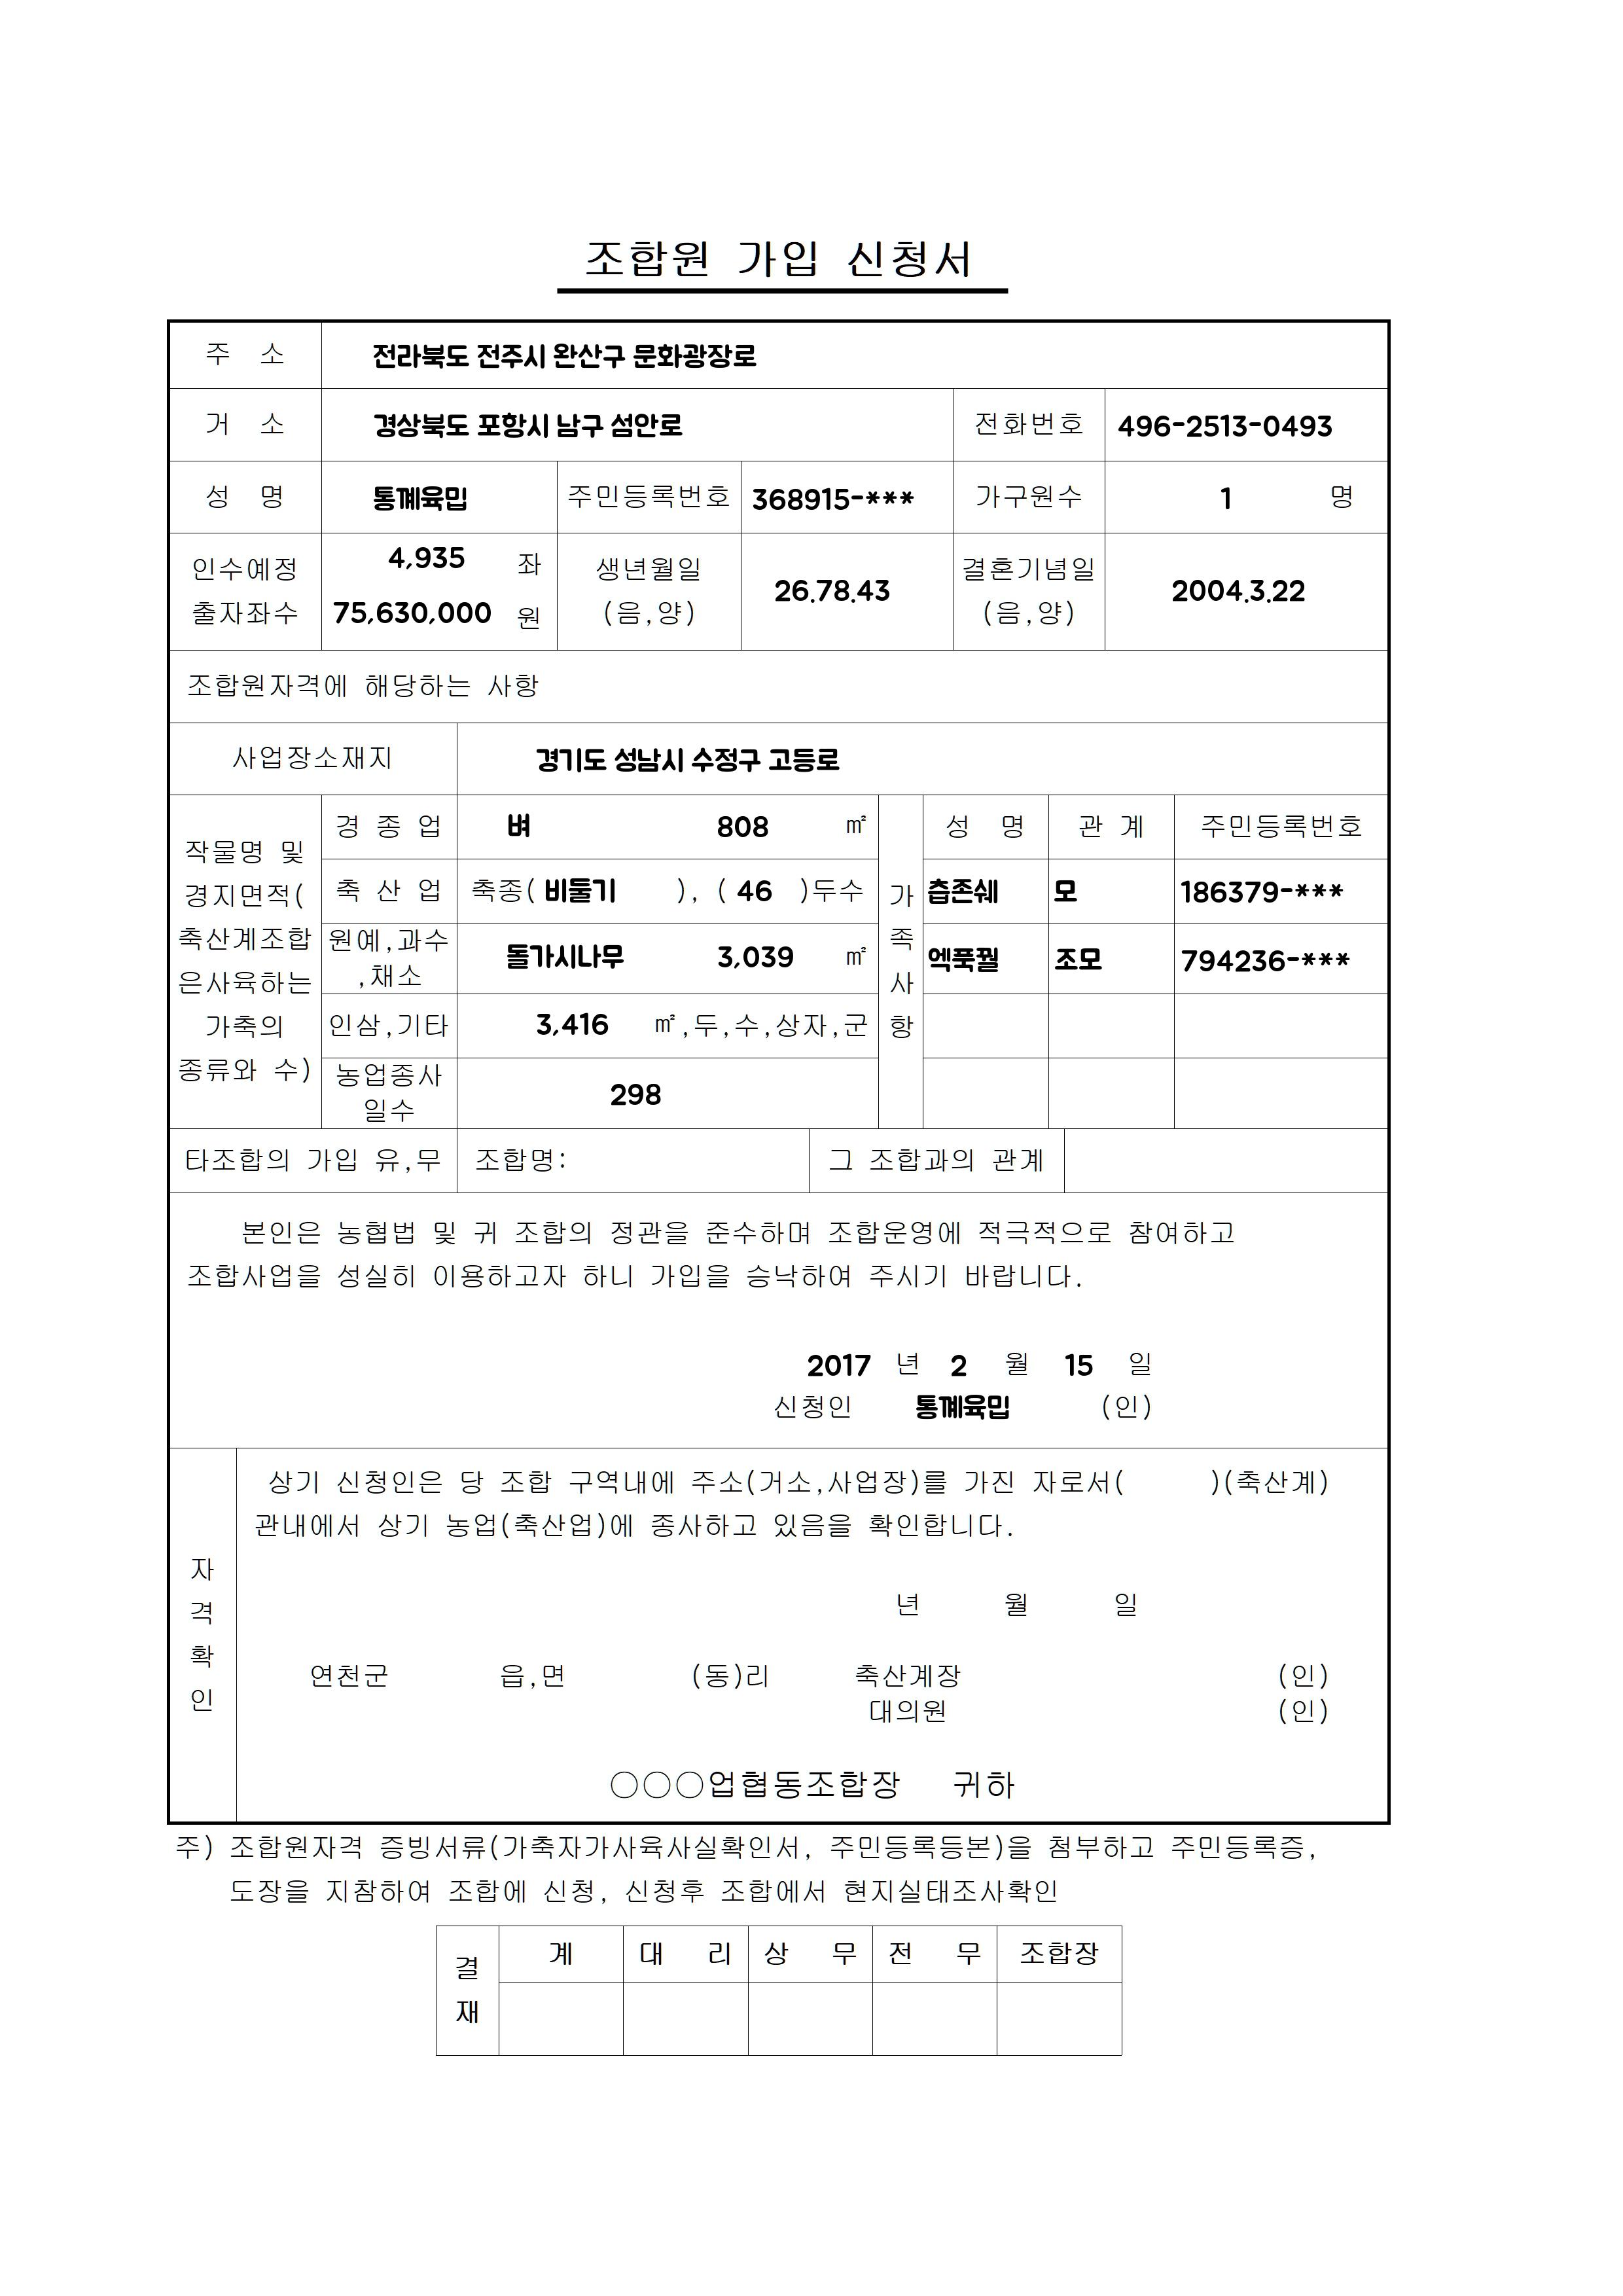 조합원 가입 신청서
주 소 전라북도 전주시 완산구 문화광장로
거 소 경상북도 포항시 남구 섬안로 전화번호 496-2513-0493
성 명 통꼐육밉 주민등록번호 368915-*** 가구원수 1 명
인수예정 출자좌수 4,935 좌 75,630,000 원 생년월일 (음,양) 26.78.43 결혼기념일 (음,양) 2004.3.22
조합원자격에 해당하는 사항
사업장소재지 경기도 성남시 수정구 고등로
작물명 및 경지면적(축산계조합은사육하는 가축의 종류와 수)
경 종 업 벼 808 ㎡
축 산 업 축종( 비둘기 ), ( 46 )두수
원예,과수,채소 돌가시나무 3,039 ㎡
인삼,기타 3,416 ㎡,두,수,상자,군
농업종사일수 298
가족사항
성 명 관 계 주민등록번호
츱존쉐 모 186379-***
엑푹꿜 조모 794236-***
타조합의 가입 유,무 조합명: 그 조합과의 관계
본인은 농협법 및 귀 조합의 정관을 준수하며 조합운영에 적극적으로 참여하고
조합사업을 성실히 이용하고자 하니 가입을 승낙하여 주시기 바랍니다.
2017 년 2 월 15 일
신청인 통꼐육밉 (인)
자격확인
상기 신청인은 당 조합 구역내에 주소(거소,사업장)를 가진 자로서( )(축산계)
관내에서 상기 농업(축산업)에 종사하고 있음을 확인합니다.
년 월 일
연천군 읍,면 (동)리 축산계장 (인)
대의원 (인)
○○○업협동조합장 귀하
주) 조합원자격 증빙서류(가축자가사육사실확인서, 주민등록등본)을 첨부하고 주민등록증,
도장을 지참하여 조합에 신청, 신청후 조합에서 현지실태조사확인
결재 계 대 리 상 무 전 무 조합장